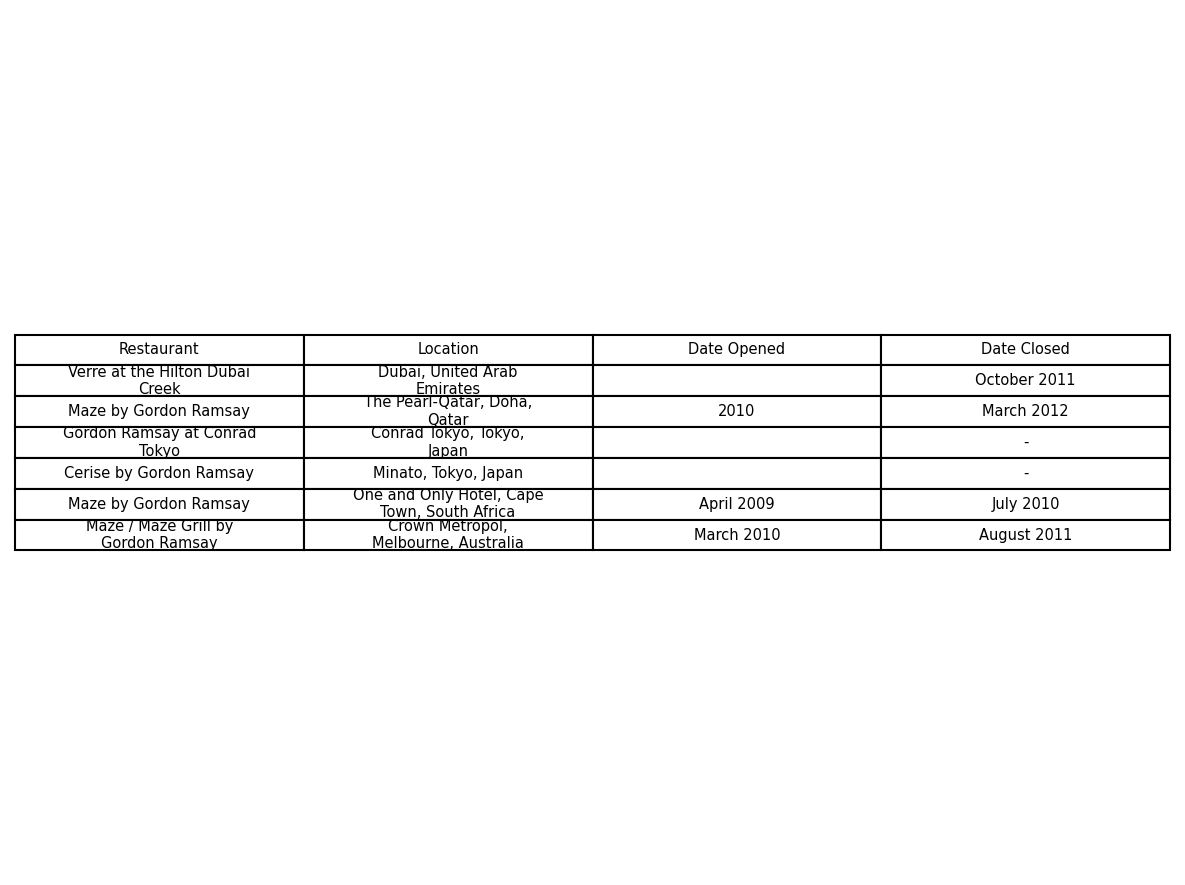 Restaurant Location Date Opened Date Closed
Verre at the Hilton Dubai Dubai, United Arab
Creek Emirates October 2011
Maze by Gordon Ramsay The Pearl-Qatar, Doha, 2010 March 2012
Qatar
Gordon Ramsay at Conrad Conrad Tokyo, Tokyo,
Tokyo Japan -
Cerise by Gordon Ramsay Minato, Tokyo, Japan -
Maze by Gordon Ramsay One and Only Hotel, Cape April 2009 July 2010
Town, South Africa
Maze / Maze Grill by Crown Metropol, March 2010 August 2011
Gordon Ramsay Melbourne, Australia